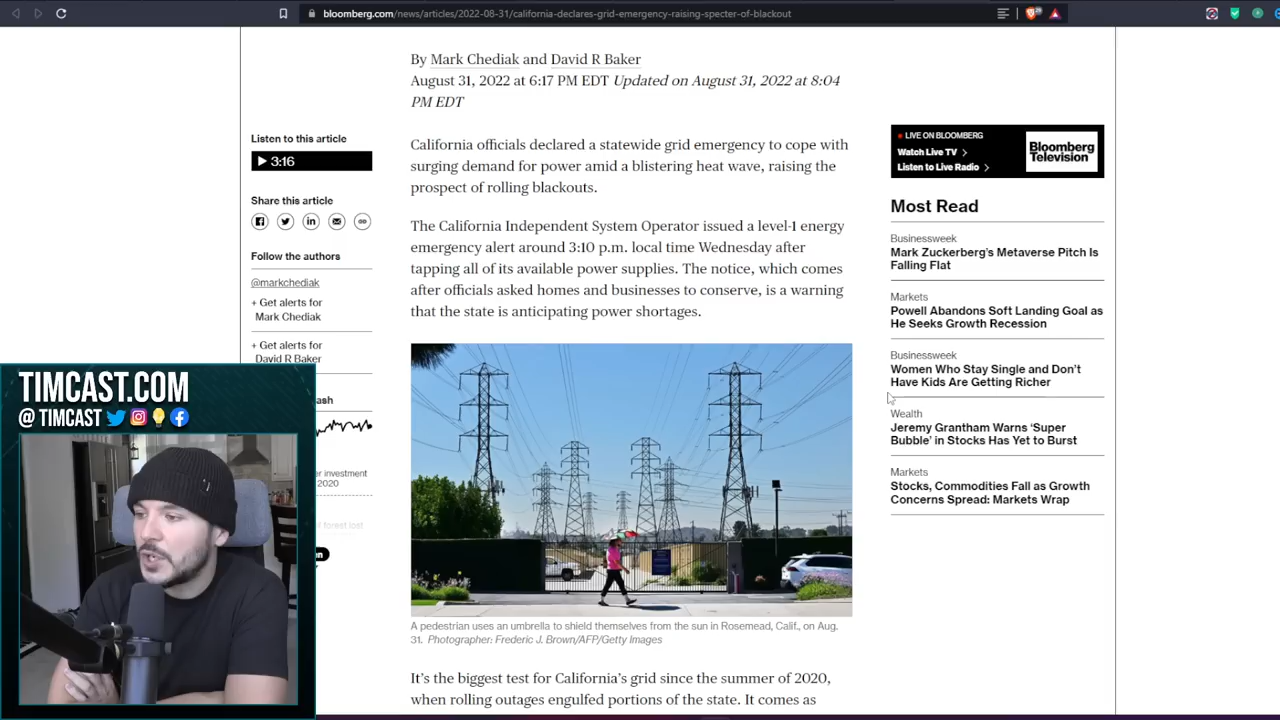 bloomberg.com/news/articles/2022-08-31/california-declares-grid-emergency-raising-specter-of-blackout
By Mark Chediak and David R Baker
August 31, 2022 at 6:17 PM EDT Updated on August 31, 2022 at 8:04
PM EDT
Listen to this article
3:16
Share this article
Follow the authors
@markchediak
+ Get alerts for
Mark Chediak
+ Get alerts for
David R Baker
California officials declared a statewide grid emergency to cope with
surging demand for power amid a blistering heat wave, raising the
prospect of rolling blackouts.
The California Independent System Operator issued a level-1 energy
emergency alert around 3:10 p.m. local time Wednesday after
tapping all of its available power supplies. The notice, which comes
after officials asked homes and businesses to conserve, is a warning
that the state is anticipating power shortages.
A pedestrian uses an umbrella to shield themselves from the sun in Rosemead, Calif., on Aug.
31. Photographer: Frederic J. Brown/AFP/Getty Images
It's the biggest test for California's grid since the summer of 2020,
when rolling outages engulfed portions of the state. It comes as
LIVE ON BLOOMBERG
Watch Live TV
Listen to Live Radio
Bloomberg
Television
Most Read
Businessweek
Mark Zuckerberg's Metaverse Pitch Is
Falling Flat
Markets
Powell Abandons Soft Landing Goal as
He Seeks Growth Recession
Businessweek
Women Who Stay Single and Don't
Have Kids Are Getting Richer
Wealth
Jeremy Grantham Warns 'Super
Bubble' in Stocks Has Yet to Burst
Markets
Stocks, Commodities Fall as Growth
Concerns Spread: Markets Wrap
TIMCAST.COM
@ TIMCAST
investment
2020
forest lost